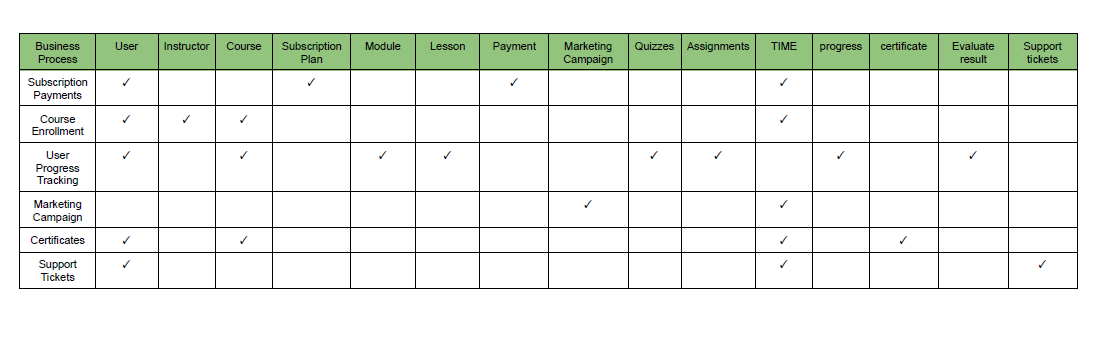 Business Process User Instructor Course Subscription Plan Module Lesson Payment Marketing Campaign Quizzes Assignments TIME progress certificate Evaluate result Support tickets
Subscription Payments ✓ ✓ ✓ ✓
Course Enrollment ✓ ✓ ✓ ✓
User Progress Tracking ✓ ✓ ✓ ✓ ✓ ✓ ✓ ✓
Marketing Campaign ✓ ✓
Certificates ✓ ✓ ✓ ✓
Support Tickets ✓ ✓ ✓